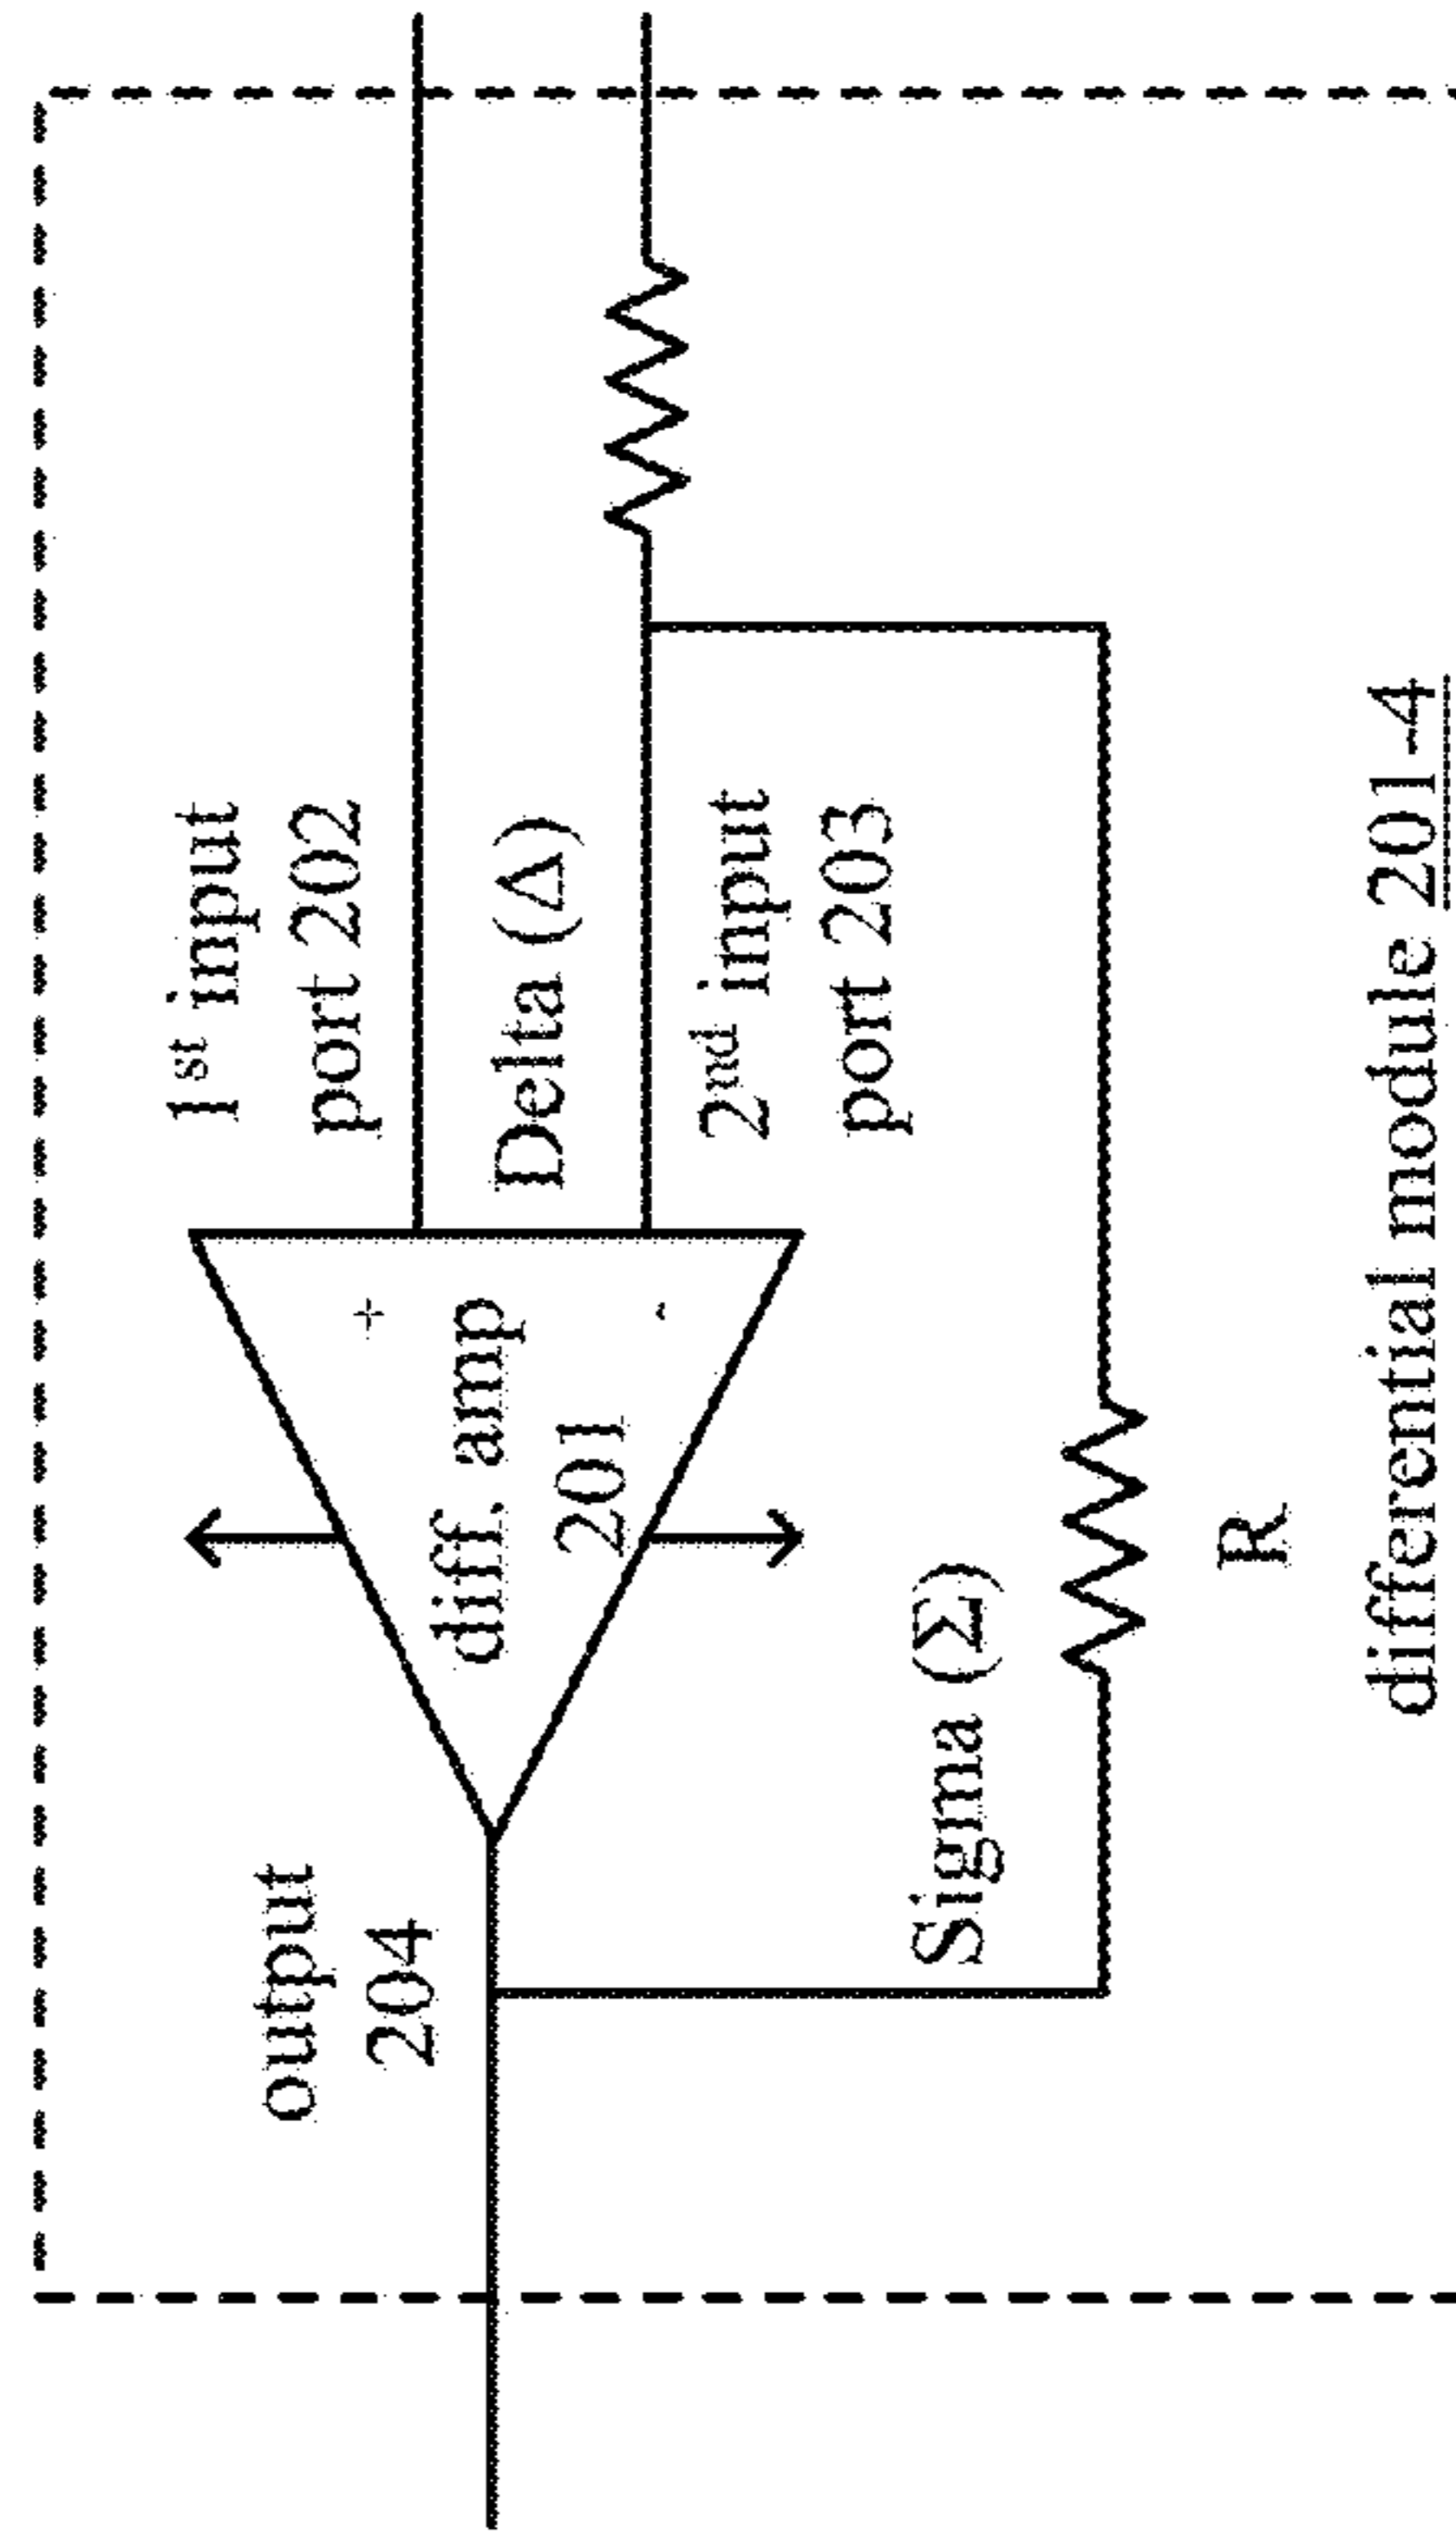 output
204
1st input
port 202
+
diff. amp
201
-
Delta (Δ)
2nd input
port 203
Sigma (Σ)
R
differential module 201-4